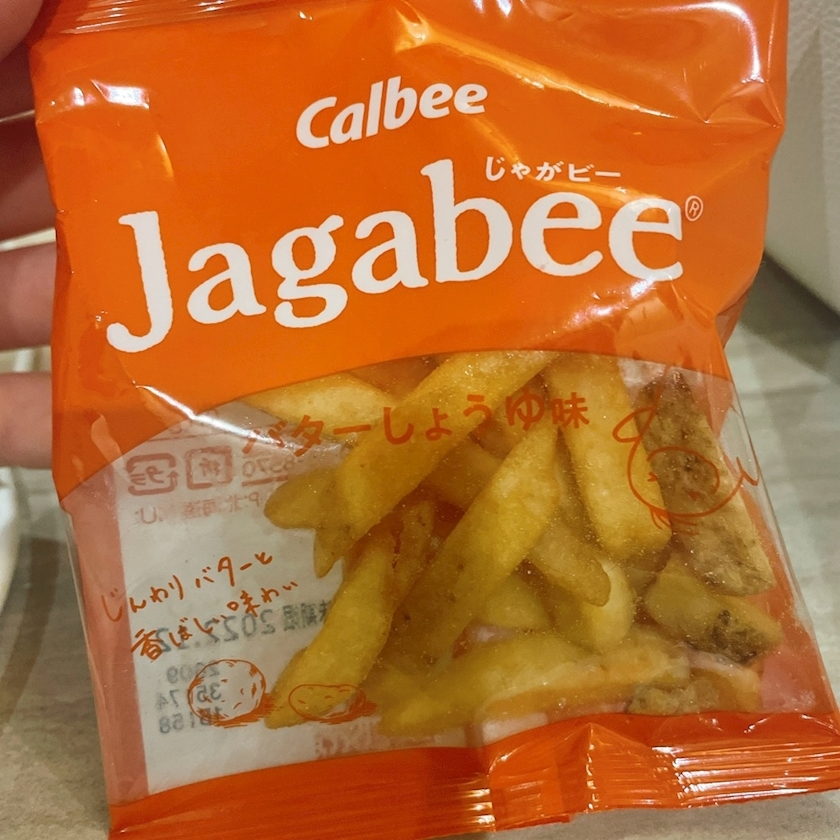 Calbee
じゃがビー
Jagabee®
バターしょうゆ味
じんわりバターと
香ばしい味わい